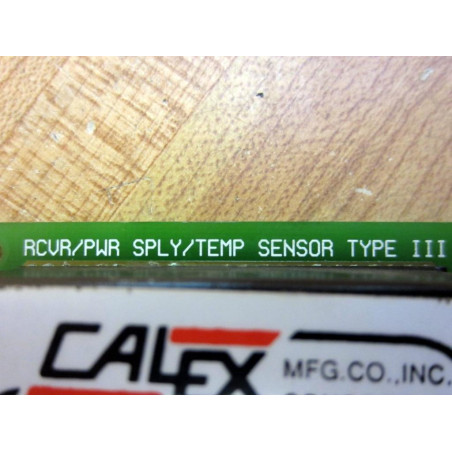 RCVR/PWR SPLY/TEMP SENSOR TYPE III
CALEX MFG.CO.,INC.